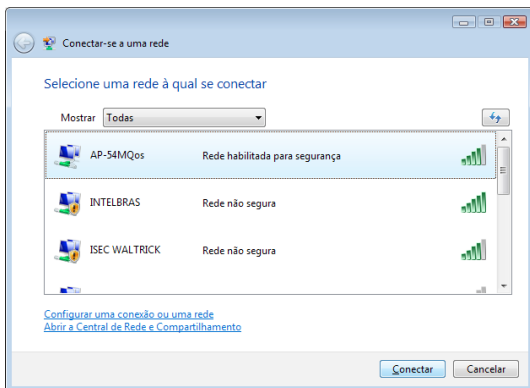 Conectar-se a uma rede
Selecione uma rede à qual se conectar
Mostrar Todas
AP-54MQos Rede habilitada para segurança
INTELBRAS Rede não segura
ISEC WALTRICK Rede não segura
Configurar uma conexão ou uma rede
Abrir a Central de Rede e Compartilhamento
Conectar Cancelar